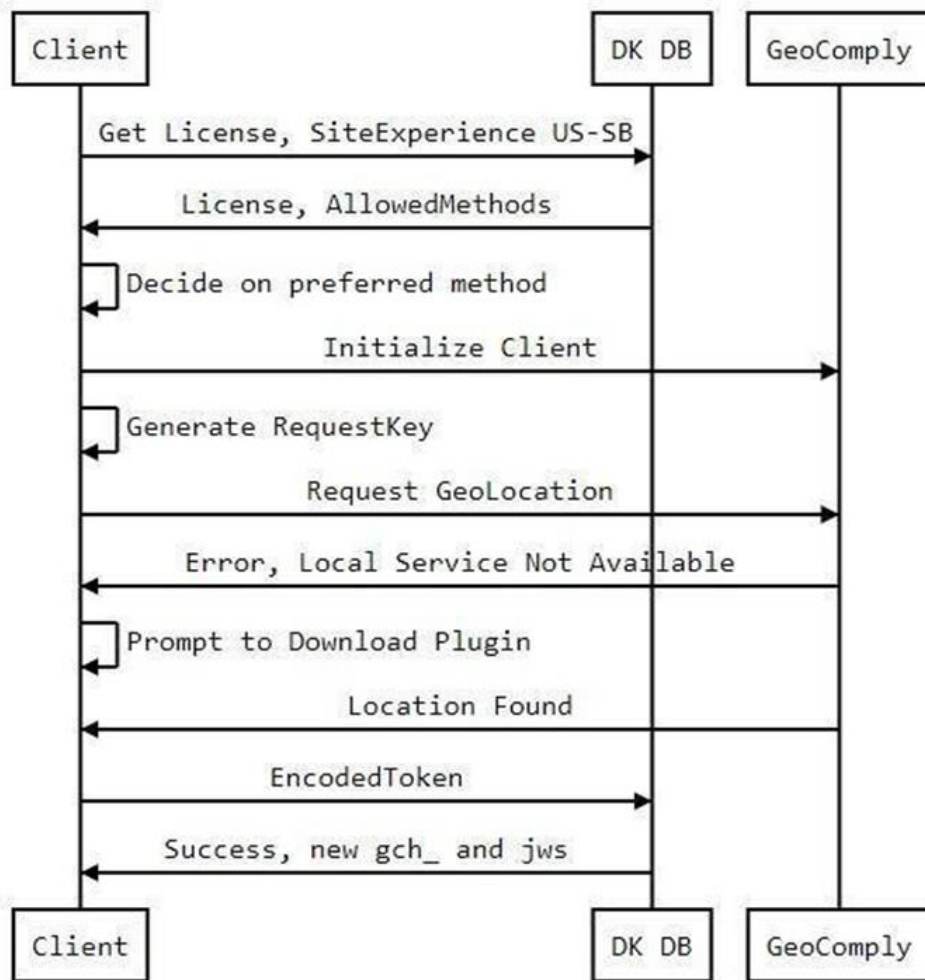 Client DK DB GeoComply
Get License, SiteExperience US-SB
License, AllowedMethods
Decide on preferred method
Initialize Client
Generate RequestKey
Request GeoLocation
Error, Local Service Not Available
Prompt to Download Plugin
Location Found
EncodedToken
Success, new gch_ and jws
Client DK DB GeoComply